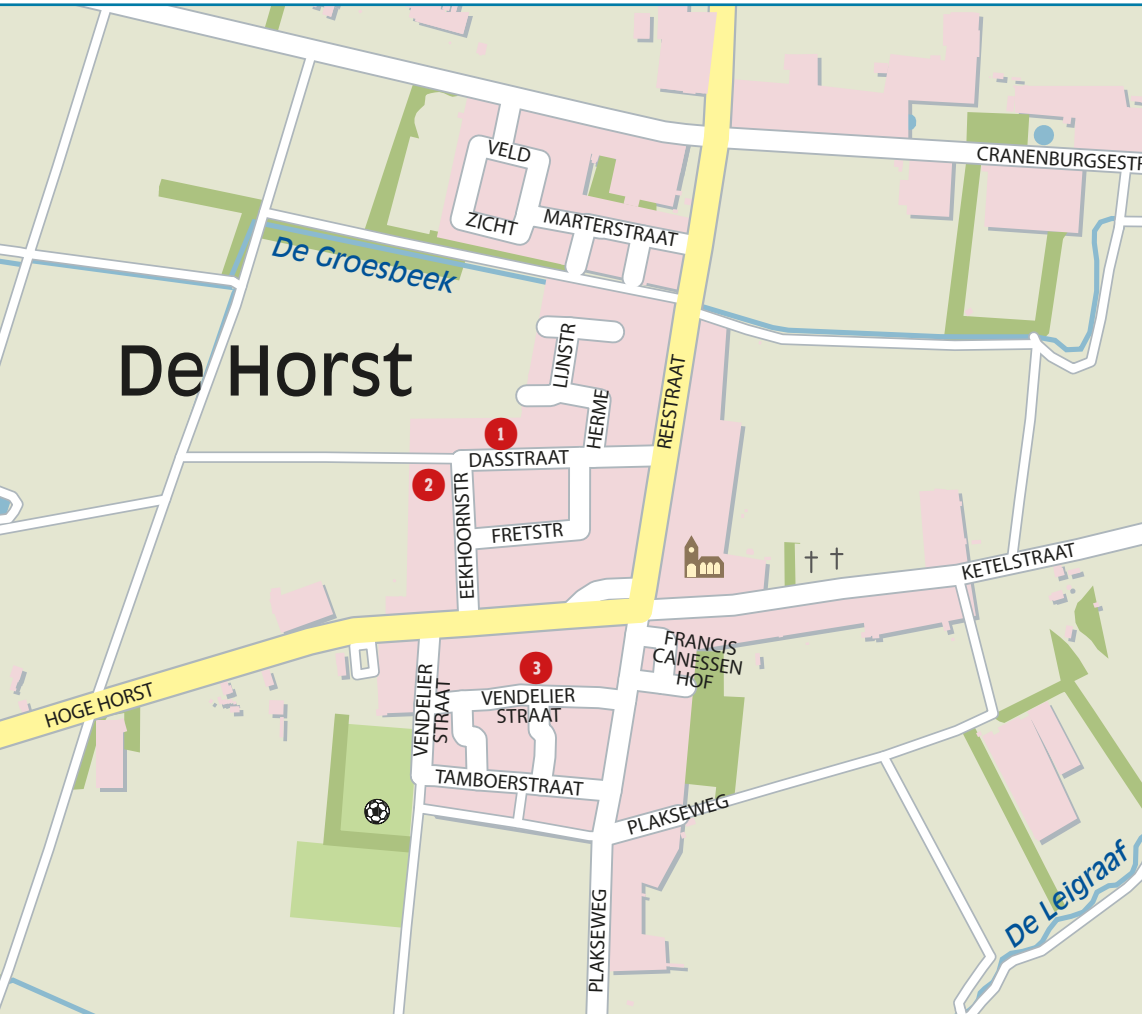 CRANENBURGSESTR
VELD
ZICHT
MARTERSTRAAT
De Groesbeek
De Horst
LIJNSTR
HERME
REESTRAAT
1
DASSTRAAT
2
EEKHOORNSTR
FRETSTR
KETELSTRAAT
FRANCIS
CANESSEN
HOF
3
VENDELIER
STRAAT
VENDELIER
STRAAT
HOGE HORST
TAMBOERSTRAAT
PLAKSEWEG
PLAKSEWEG
De Leigraaf